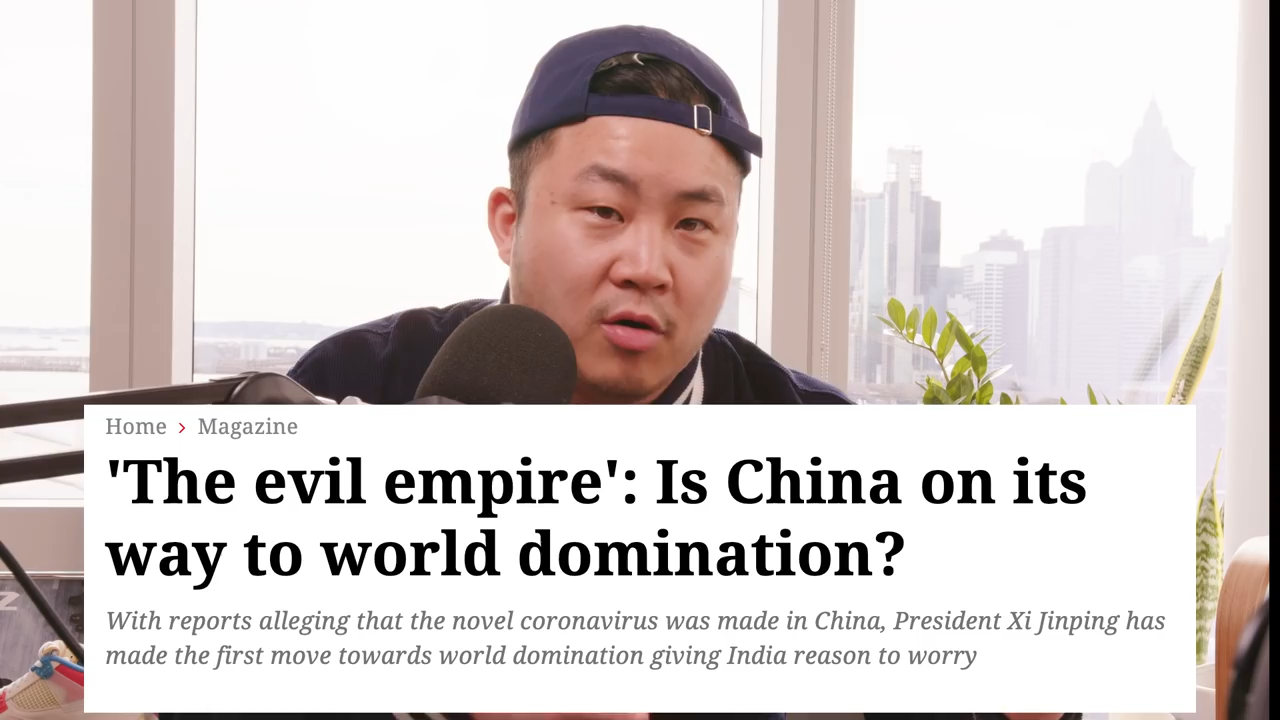 Home > Magazine
'The evil empire': Is China on its
way to world domination?
With reports alleging that the novel coronavirus was made in China, President Xi Jinping has
made the first move towards world domination giving India reason to worry
Z